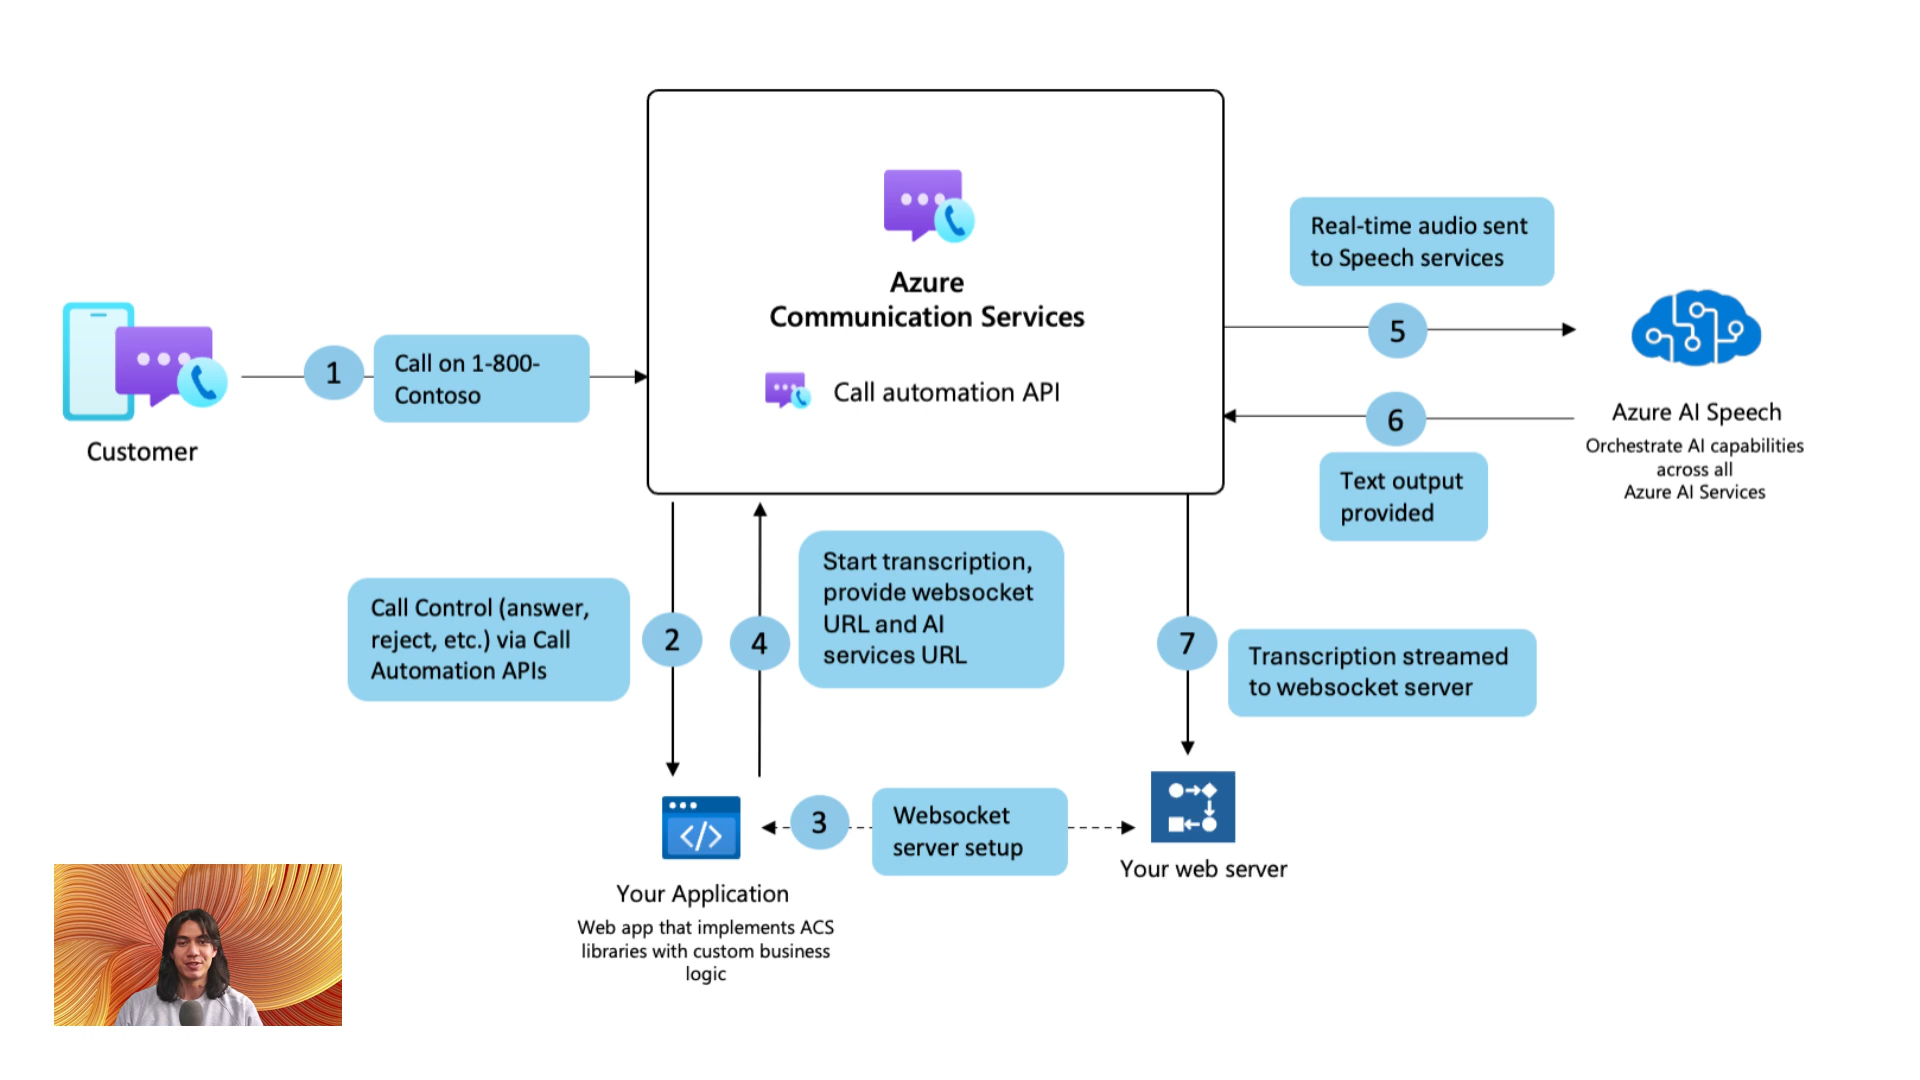 Azure
Communication Services
Call automation API
Customer
1
Call on 1-800-
Contoso
Real-time audio sent
to Speech services
5
6
Text output
provided
Azure AI Speech
Orchestrate AI capabilities
across all
Azure AI Services
Call Control (answer,
reject, etc.) via Call
Automation APIs
2
4
Start transcription,
provide websocket
URL and AI
services URL
7
Transcription streamed
to websocket server
3
Websocket
server setup
Your Application
Web app that implements ACS
libraries with custom business
logic
Your web server